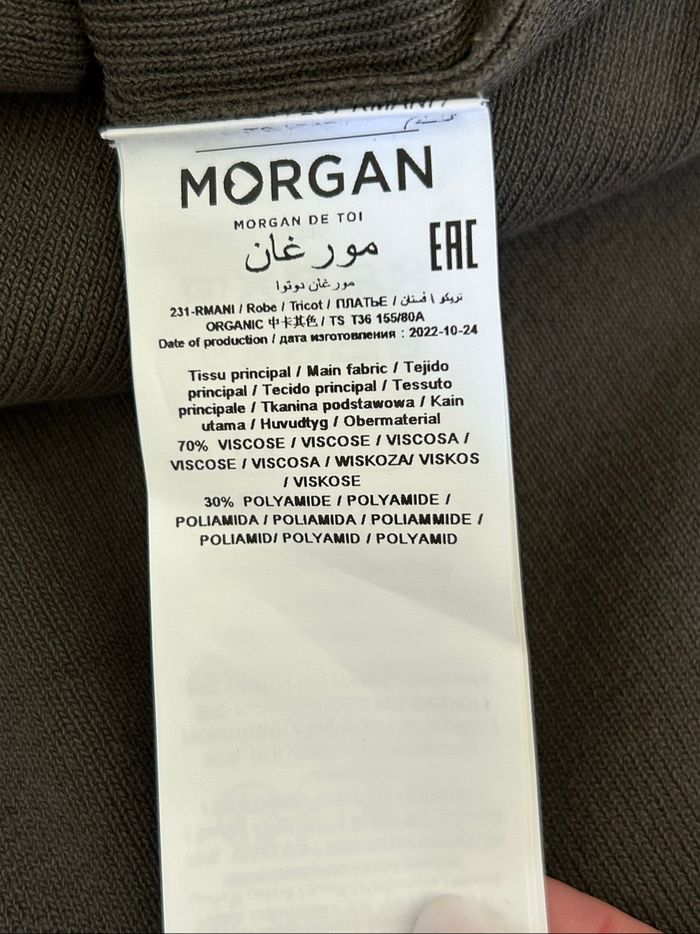 MORGAN
MORGAN DE TOI
EAC
مورغان
مورغان دوتوا
231-RMANI / Robe / Tricot / ПЛАТЬЕ / تريكو \ فستان
ORGANIC 中卡其色 / TS T36 155/80A
Date of production / дата изготовления : 2022-10-24
Tissu principal / Main fabric / Tejido
principal / Tecido principal / Tessuto
principale / Tkanina podstawowa / Kain
utama / Huvudtyg / Obermaterial
70% VISCOSE / VISCOSE / VISCOSA /
VISCOSE / VISCOSA / WISKOZA/ VISKOS
/ VISKOSE
30% POLYAMIDE / POLYAMIDE /
POLIAMIDA / POLIAMIDA / POLIAMMIDE /
POLIAMID/ POLYAMID / POLYAMID